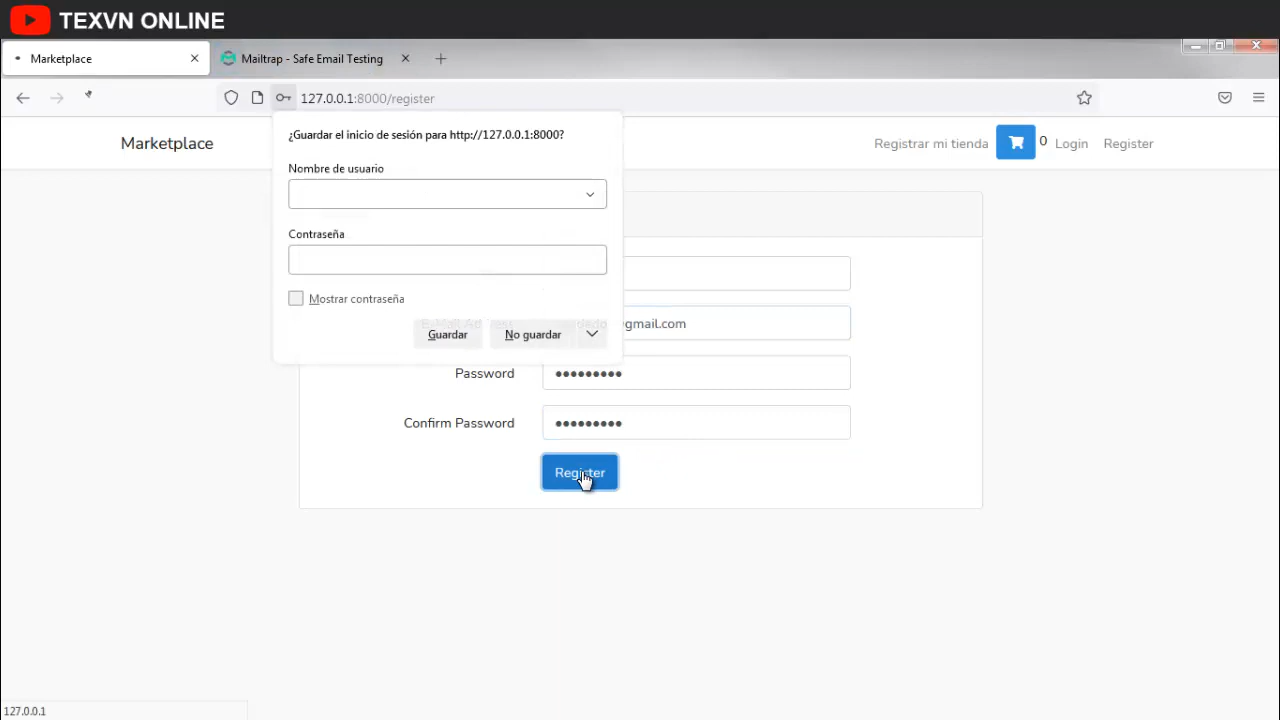 TEXVN ONLINE
Marketplace
Mailtrap - Safe Email Testing
127.0.0.1:8000/register
Marketplace
Registrar mi tienda
0
Login
Register
¿Guardar el inicio de sesión para http://127.0.0.1:8000?
Nombre de usuario
Contraseña
Mostrar contraseña
Guardar
No guardar
E-Mail Address
gmail.com
Password
•••••••••
Confirm Password
•••••••••
Register
127.0.0.1